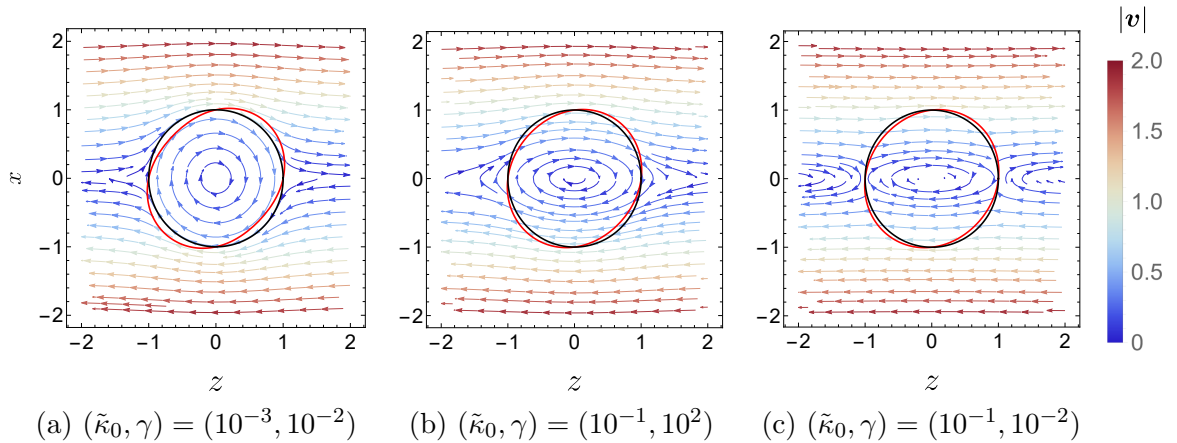 |v|
2 2 2 2.0
1 1 1 1.5
x 0 0 0 1.0
−1 −1 −1 0.5
−2 −2 −2 0
−2 −1 0 1 2 −2 −1 0 1 2 −2 −1 0 1 2
z z z
(a) (κ̃₀, γ) = (10⁻³, 10⁻²) (b) (κ̃₀, γ) = (10⁻¹, 10²) (c) (κ̃₀, γ) = (10⁻¹, 10⁻²)